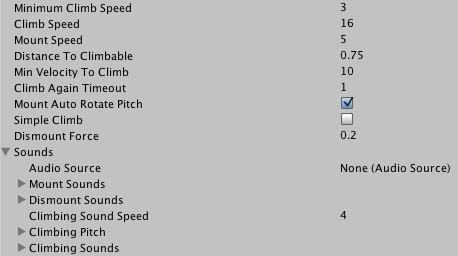 Minimum Climb Speed 3
Climb Speed 16
Mount Speed 5
Distance To Climbable 0.75
Min Velocity To Climb 10
Climb Again Timeout 1
Mount Auto Rotate Pitch
Simple Climb
Dismount Force 0.2
Sounds
Audio Source None (Audio Source)
Mount Sounds
Dismount Sounds
Climbing Sound Speed 4
Climbing Pitch
Climbing Sounds